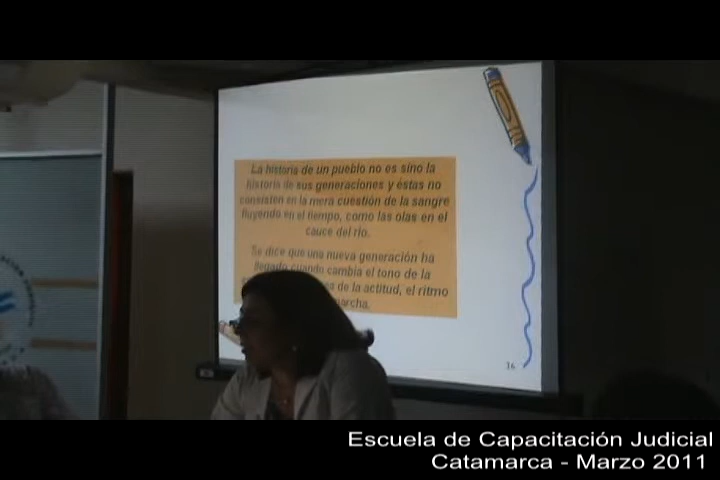 La historia de un pueblo no es sino la
historia de sus generaciones y éstas no
consisten en la mera cuestión de la sangre
fluyendo en el tiempo, como las olas en el
cauce del río.
Se dice que una nueva generación ha
llegado cuando cambia el tono de la
de la actitud, el ritmo
marcha.
16
Escuela de Capacitación Judicial
Catamarca - Marzo 2011